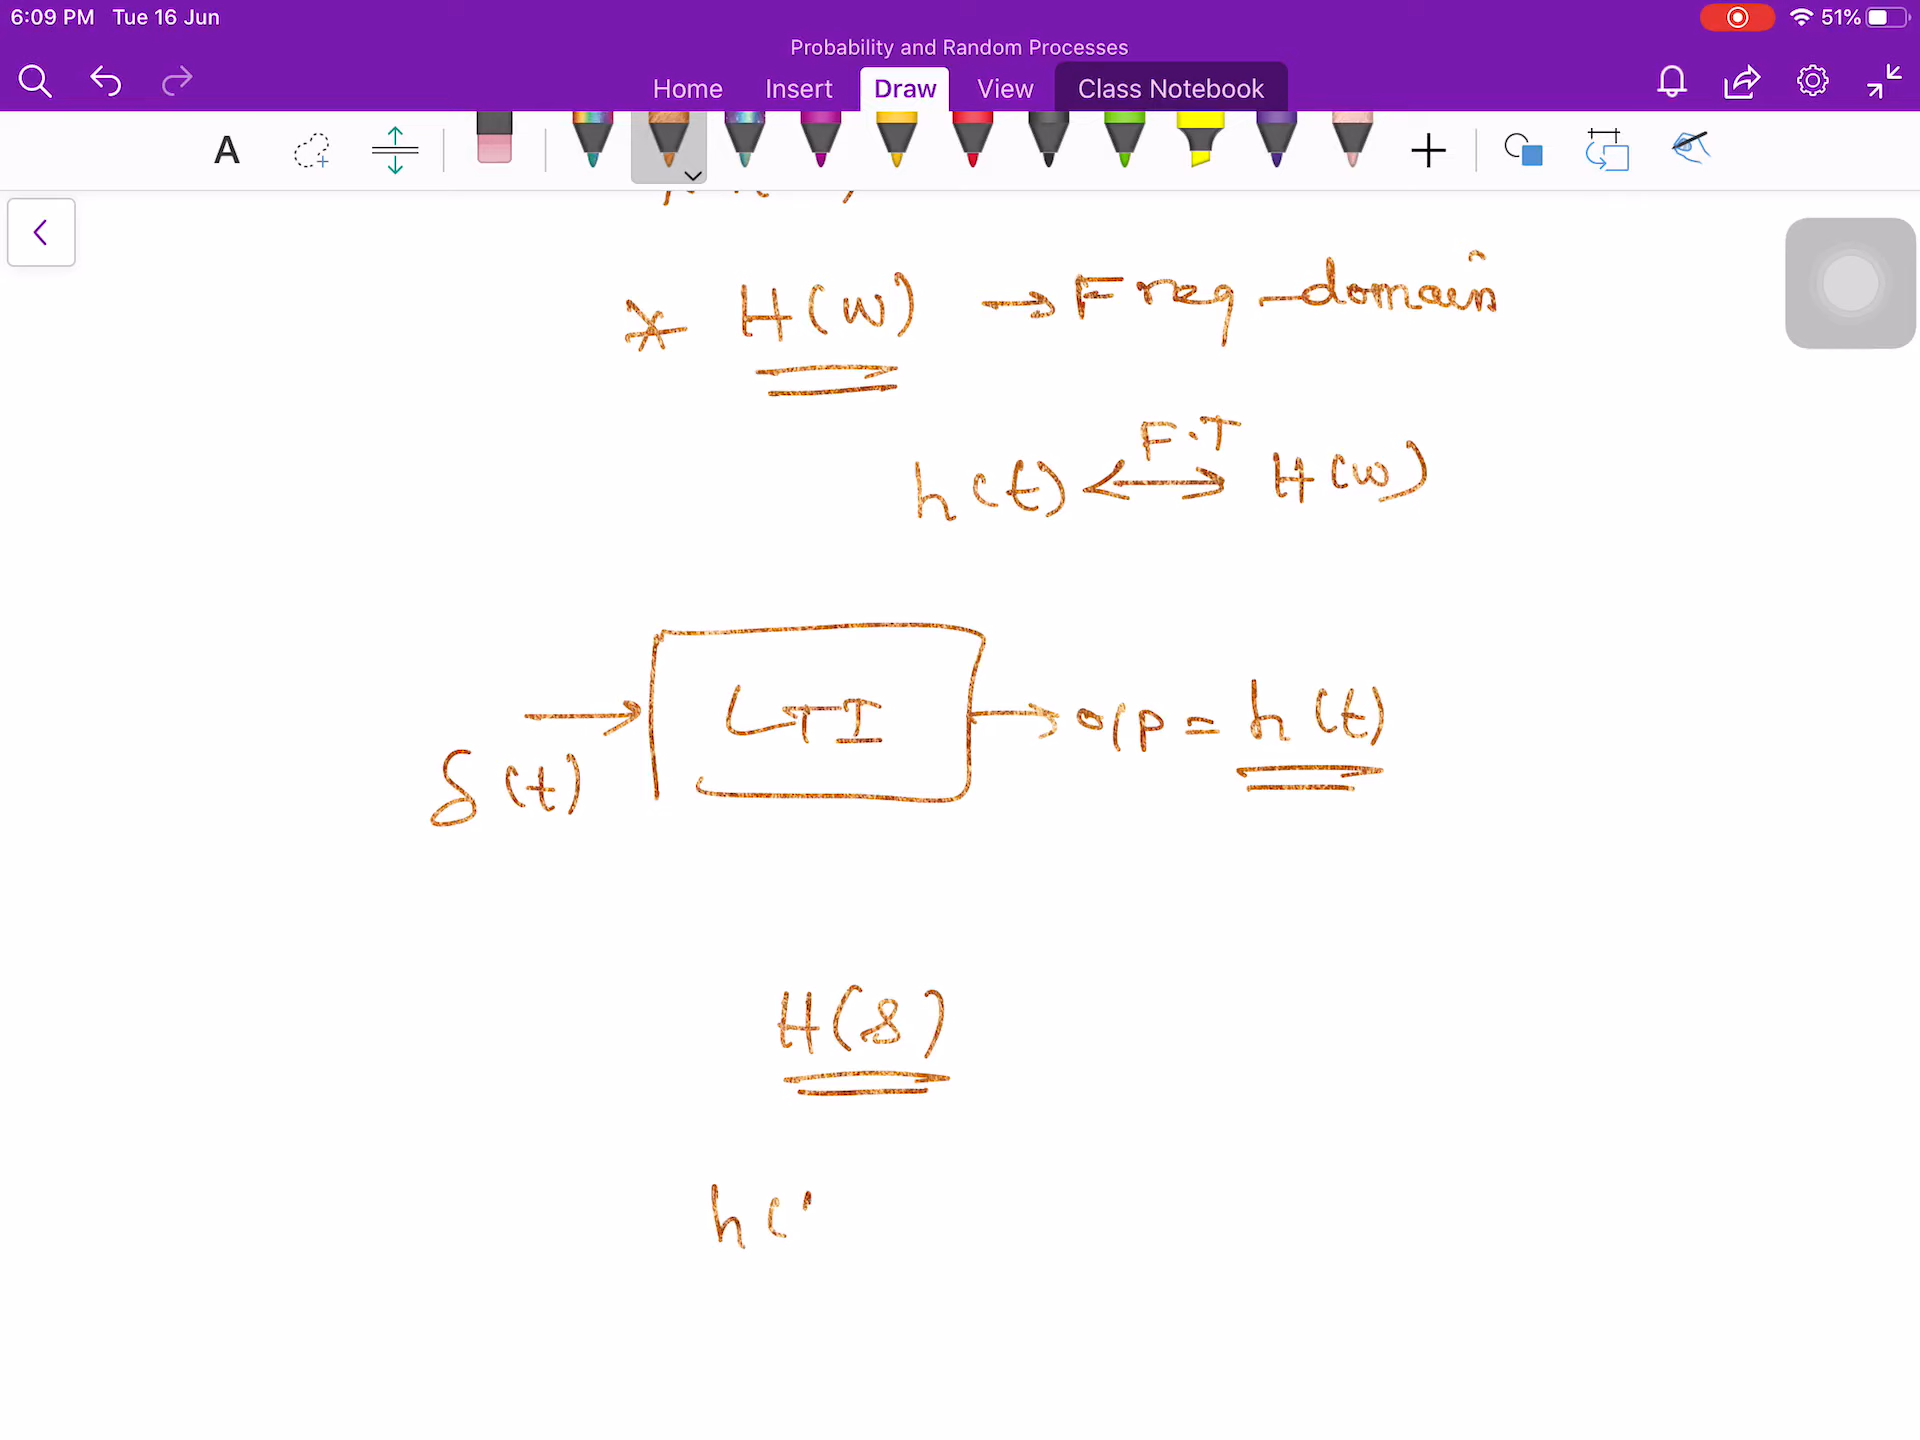 6:09 PM Tue 16 Jun 51%
Probability and Random Processes
Home Insert Draw View Class Notebook
A
* H(w) → Freq-domain
h(t) ⟷ F.T H(w)
δ(t) → LTI → o/p = h(t)
H(s)
h(